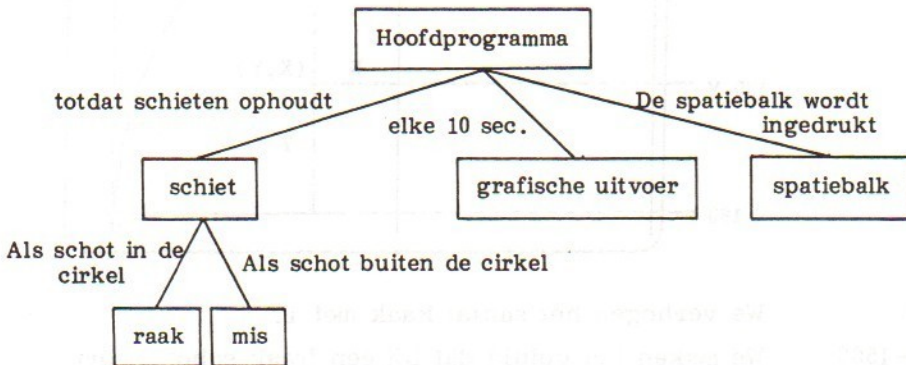 Hoofdprogramma
totdat schieten ophoudt
elke 10 sec.
De spatiebalk wordt
ingedrukt
schiet
grafische uitvoer
spatiebalk
Als schot in de
cirkel
Als schot buiten de cirkel
raak
mis